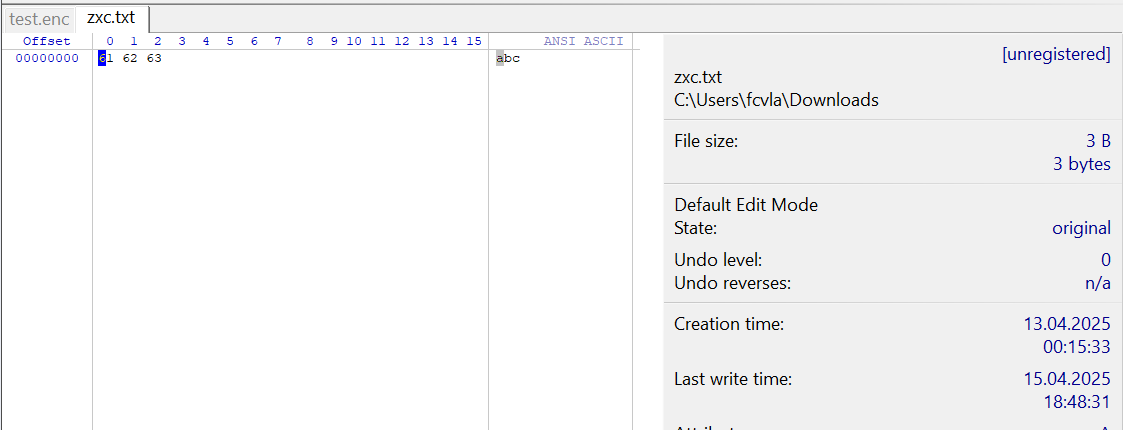 test.enc zxc.txt
Offset 0 1 2 3 4 5 6 7 8 9 10 11 12 13 14 15 ANSI ASCII
00000000 61 62 63 abc
[unregistered]
zxc.txt
C:\Users\fcvla\Downloads
File size: 3 B
3 bytes
Default Edit Mode
State: original
Undo level: 0
Undo reverses: n/a
Creation time: 13.04.2025
00:15:33
Last write time: 15.04.2025
18:48:31